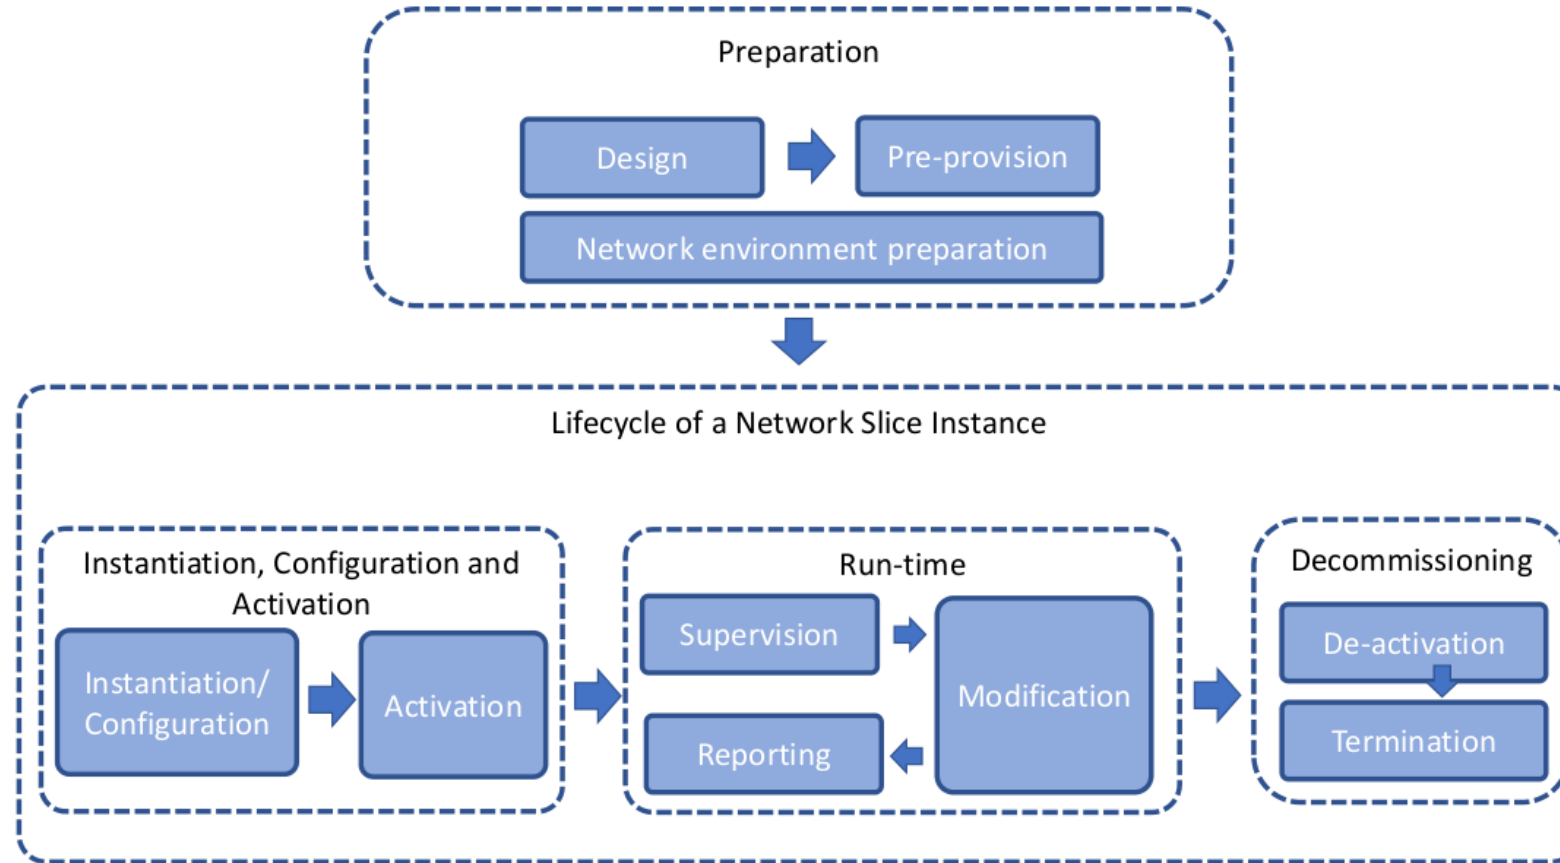 Preparation
Design
Pre-provision
Network environment preparation
Lifecycle of a Network Slice Instance
Instantiation, Configuration and
Activation
Instantiation/
Configuration
Activation
Run-time
Supervision
Modification
Reporting
Decommissioning
De-activation
Termination